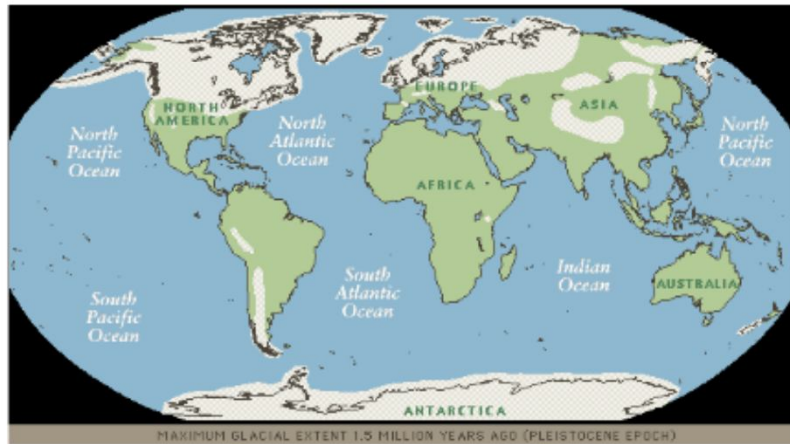 EUROPE
NORTH
AMERICA
ASIA
North
Pacific
Ocean
North
Atlantic
Ocean
North
Pacific
Ocean
AFRICA
South
Pacific
Ocean
South
Atlantic
Ocean
Indian
Ocean
AUSTRALIA
ANTARCTICA
MAXIMUM GLACIAL EXTENT 1.5 MILLION YEARS AGO (PLEISTOCENE EPOCH)